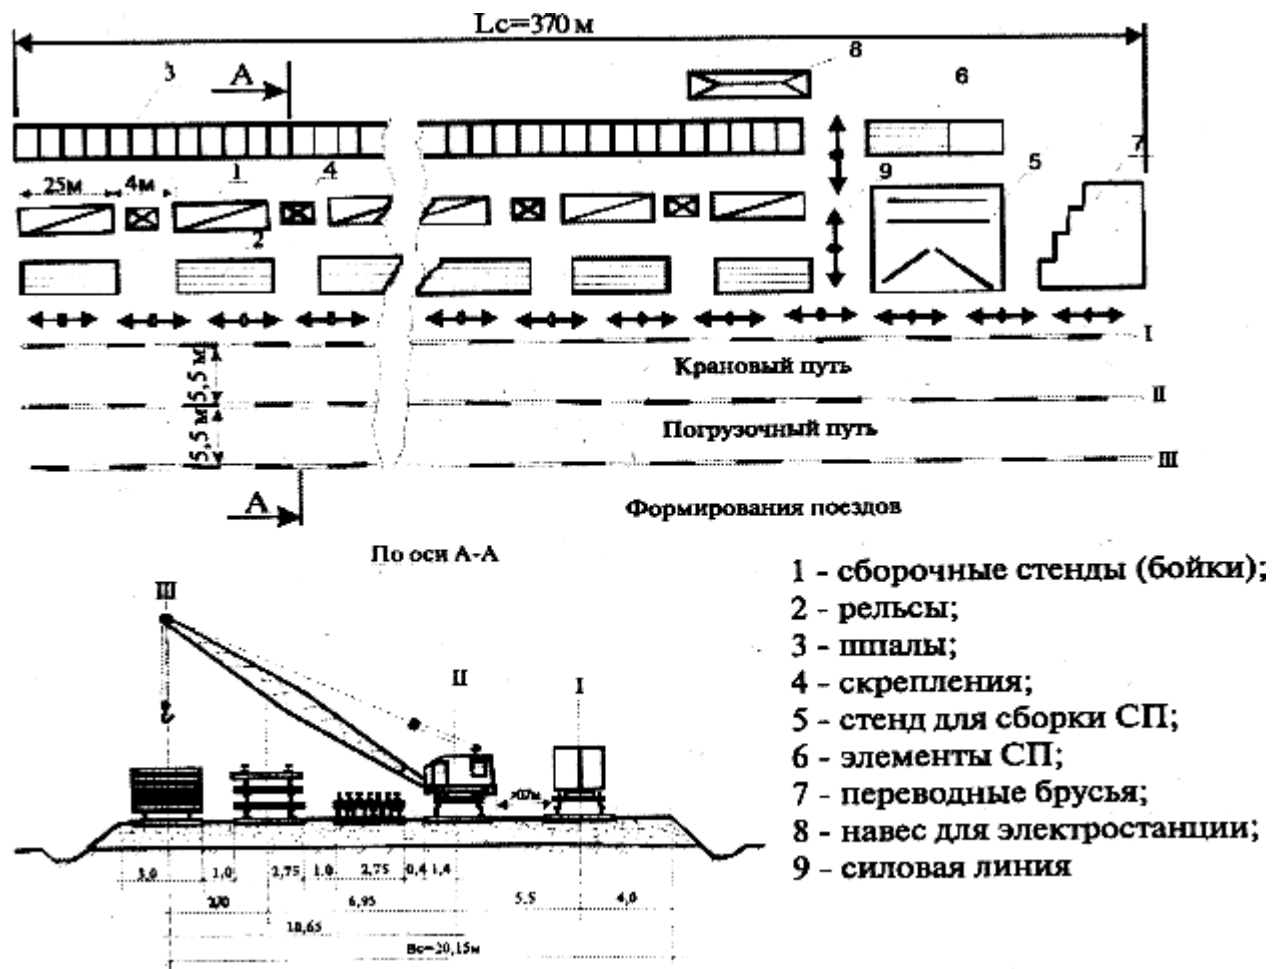 Lс=370 м
8
3
А
6
7
1
4
5
25м
4м
9
2
I
5,5 м
Крановый путь
II
5,5 м
Погрузочный путь
III
А
Формирования поездов
По оси А-А
III
II
I
1 - сборочные стенды (бойки);
2 - рельсы;
3 - шпалы;
4 - скрепления;
5 - стенд для сборки СП;
6 - элементы СП;
7 - переводные брусья;
8 - навес для электростанции;
9 - силовая линия
3,0
1,0
2,75
1.0
2,75
0,4
1,4
6,95
5.5
4,0
18,65
Вс=20,15м